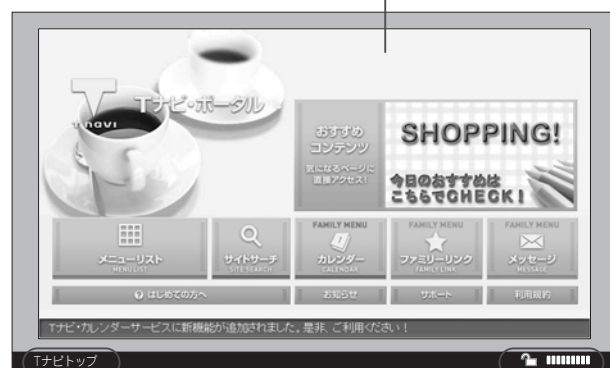 T
Tnavi
Tナビ・ポータル
おすすめ
コンテンツ
気になるページに
直接アクセス!
SHOPPING!
今日のおすすめは
こちらでCHECK!
メニューリスト
MENU LIST
サイトサーチ
SITE SEARCH
FAMILY MENU
カレンダー
CALENDAR
FAMILY MENU
ファミリーリンク
FAMILY LINK
FAMILY MENU
メッセージ
MESSAGE
? はじめての方へ
お知らせ
サポート
利用規約
Tナビ・カレンダーサービスに新機能が追加されました。是非、ご利用ください!
Tナビトップ